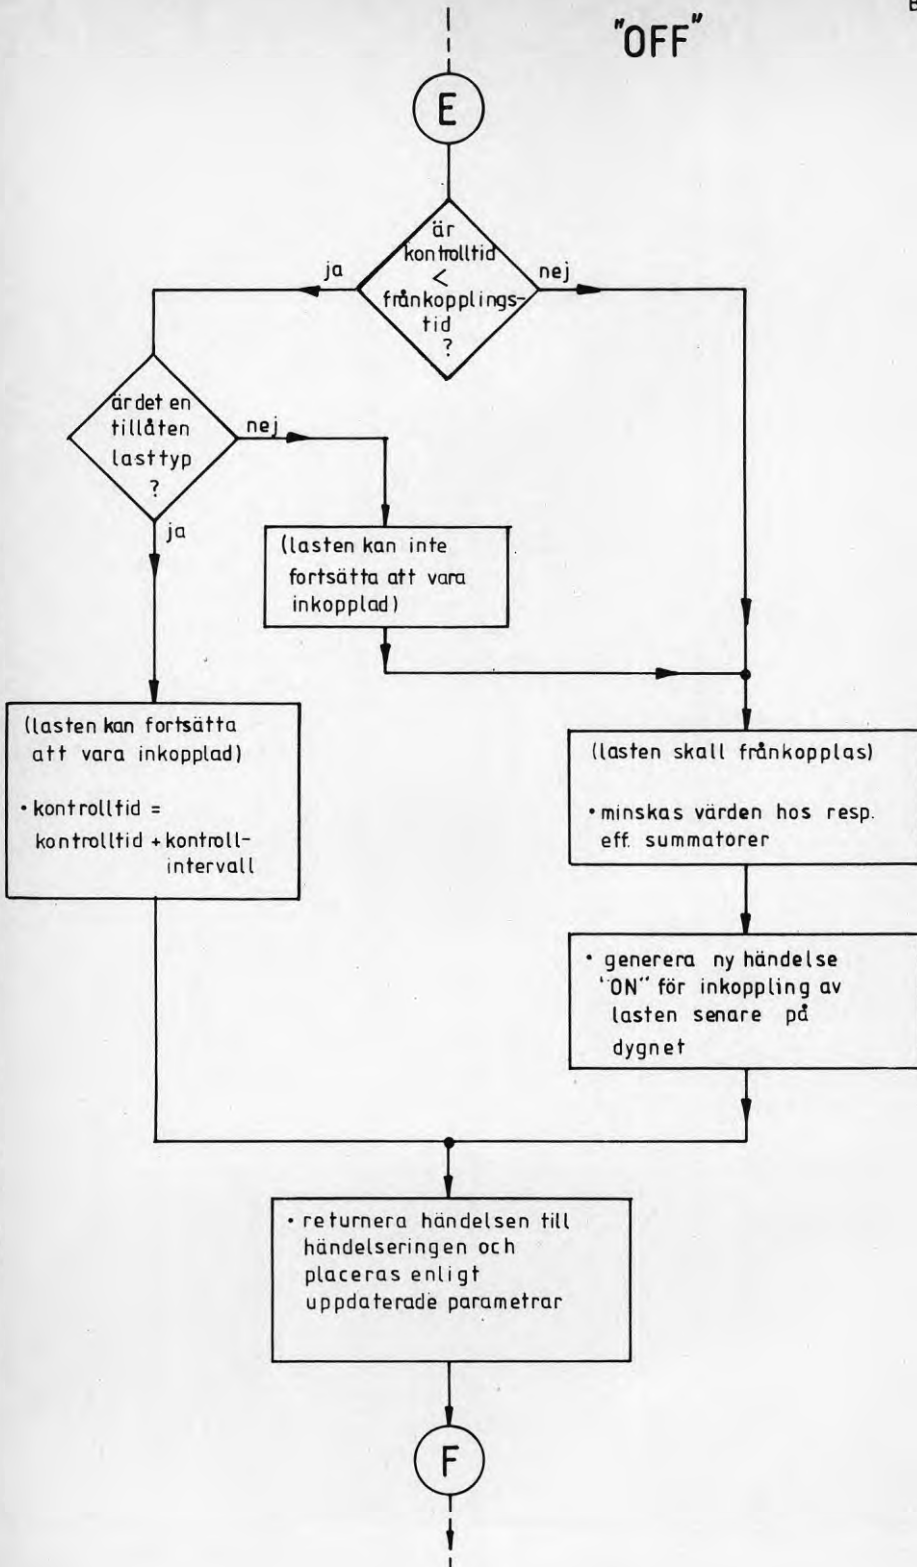 "OFF"
E
är
kontrolltid
<
frånkopplings-
tid
?
ja
nej
är det en
tillåten
lasttyp
?
nej
ja
(lasten kan inte
fortsätta att vara
inkopplad)
(lasten kan fortsätta
att vara inkopplad)
• kontrolltid =
kontrolltid + kontroll-
intervall
(lasten skall frånkopplas)
• minskas värden hos resp.
eff. summatorer
• generera ny händelse
"ON" för inkoppling av
lasten senare på
dygnet
• returnera händelsen till
händelseringen och
placeras enligt
uppdaterade parametrar
F